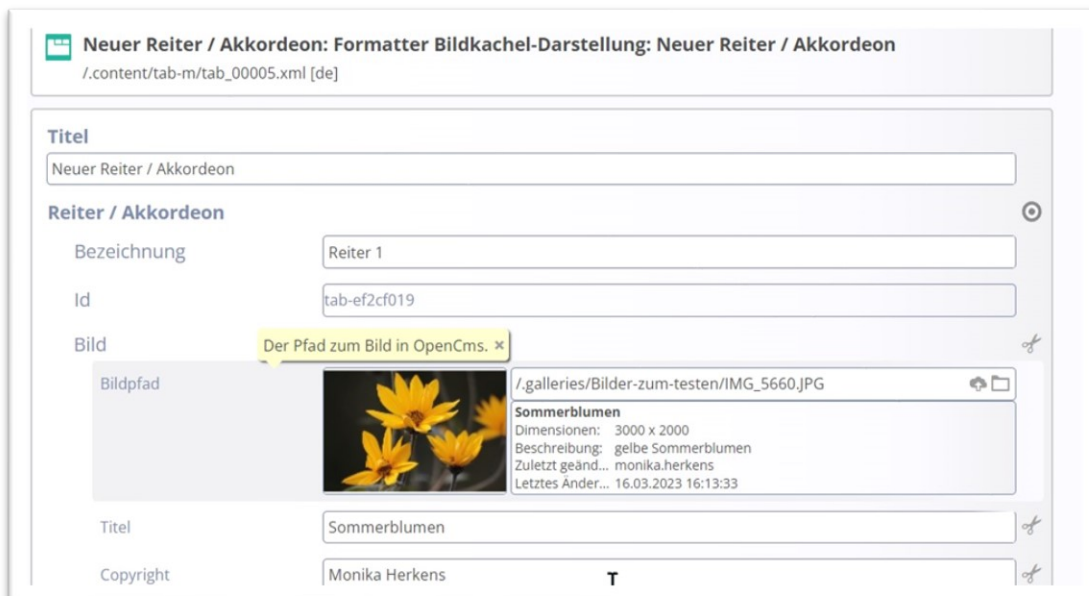 Neuer Reiter / Akkordeon: Formatter Bildkachel-Darstellung: Neuer Reiter / Akkordeon
/.content/tab-m/tab_00005.xml [de]
Titel
Neuer Reiter / Akkordeon
Reiter / Akkordeon
Bezeichnung Reiter 1
Id tab-ef2cf019
Bild Der Pfad zum Bild in OpenCms. ×
Bildpfad /.galleries/Bilder-zum-testen/IMG_5660.JPG
Sommerblumen
Dimensionen: 3000 x 2000
Beschreibung: gelbe Sommerblumen
Zuletzt geänd... monika.herkens
Letztes Änder... 16.03.2023 16:13:33
Titel Sommerblumen
Copyright Monika Herkens